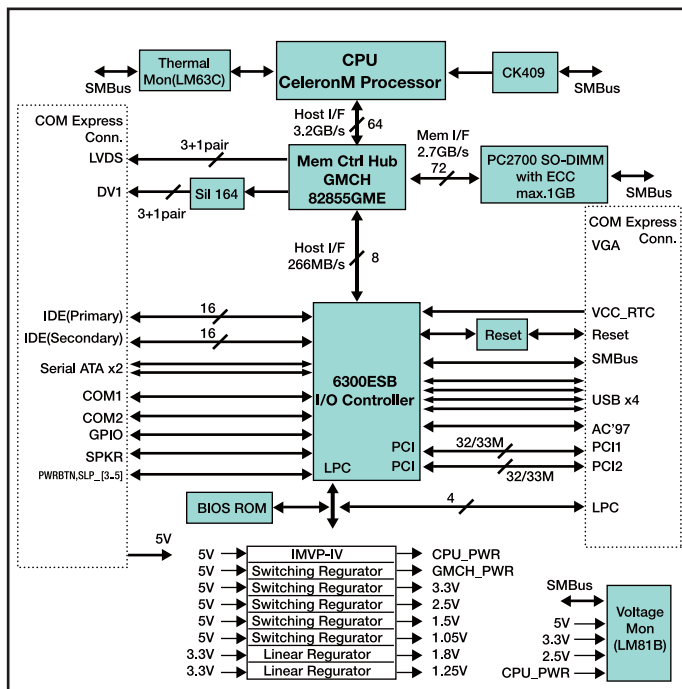 CPU
CeleronM Processor
Thermal
Mon(LM63C)
SMBus
CK409
SMBus
COM Express
Conn.
Host I/F
3.2GB/s
64
Mem I/F
2.7GB/s
72
LVDS
3+1pair
Mem Ctrl Hub
GMCH
82855GME
PC2700 SO-DIMM
with ECC
max.1GB
SMBus
DV1
3+1pair
Sil 164
COM Express
Conn.
VGA
Host I/F
266MB/s
8
IDE(Primary)
16
IDE(Secondary)
16
Serial ATA x2
COM1
COM2
GPIO
SPKR
PWRBTN,SLP_[3..5]
6300ESB
I/O Controller
PCI
PCI
LPC
VCC_RTC
Reset
Reset
SMBus
USB x4
AC'97
32/33M
PCI1
32/33M
PCI2
BIOS ROM
4
LPC
5V
5V IMVP-IV CPU_PWR
5V Switching Regurator GMCH_PWR
5V Switching Regurator 3.3V
5V Switching Regurator 2.5V
5V Switching Regurator 1.5V
5V Switching Regurator 1.05V
3.3V Linear Regurator 1.8V
3.3V Linear Regurator 1.25V
SMBus
5V
3.3V
2.5V
CPU_PWR
Voltage
Mon
(LM81B)